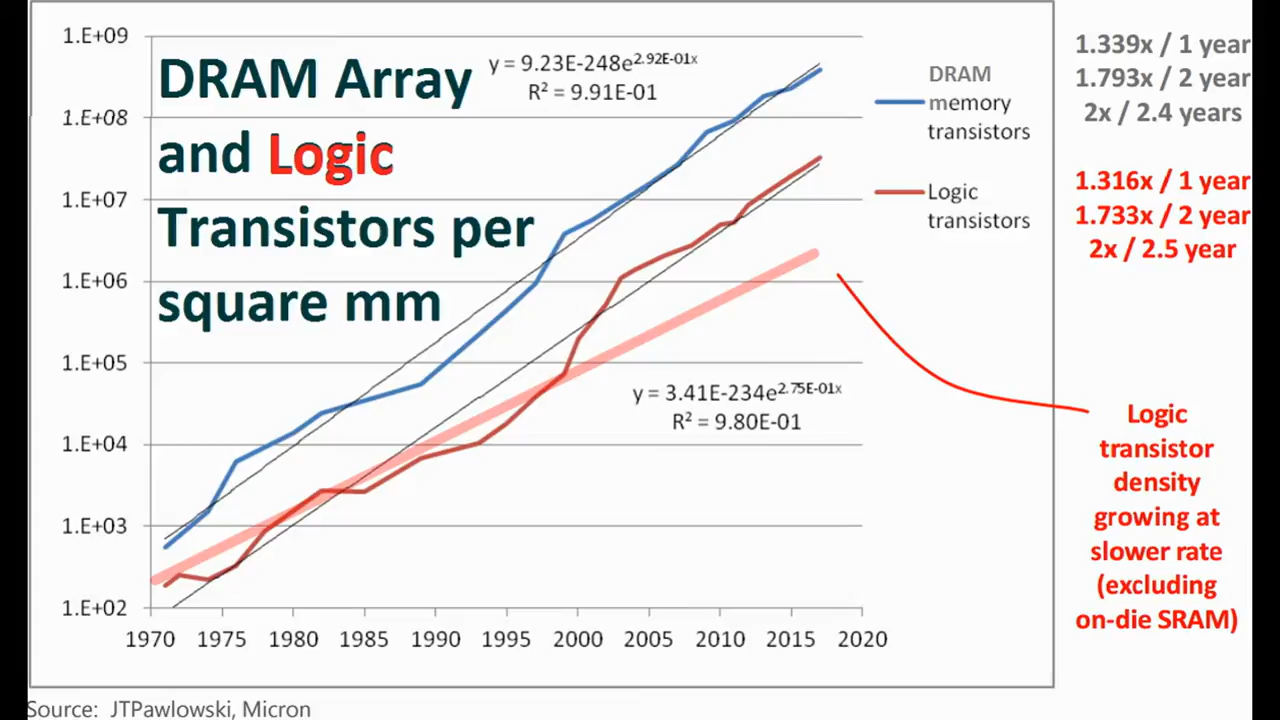 DRAM Array
and Logic
Transistors per
square mm
y = 9.23E-248e^2.92E-01x
R² = 9.91E-01
y = 3.41E-234e^2.75E-01x
R² = 9.80E-01
1.E+09
1.E+08
1.E+07
1.E+06
1.E+05
1.E+04
1.E+03
1.E+02
1970 1975 1980 1985 1990 1995 2000 2005 2010 2015 2020
DRAM
memory
transistors
Logic
transistors
1.339x / 1 year
1.793x / 2 year
2x / 2.4 years
1.316x / 1 year
1.733x / 2 year
2x / 2.5 year
Logic
transistor
density
growing at
slower rate
(excluding
on-die SRAM)
Source: JTPawlowski, Micron